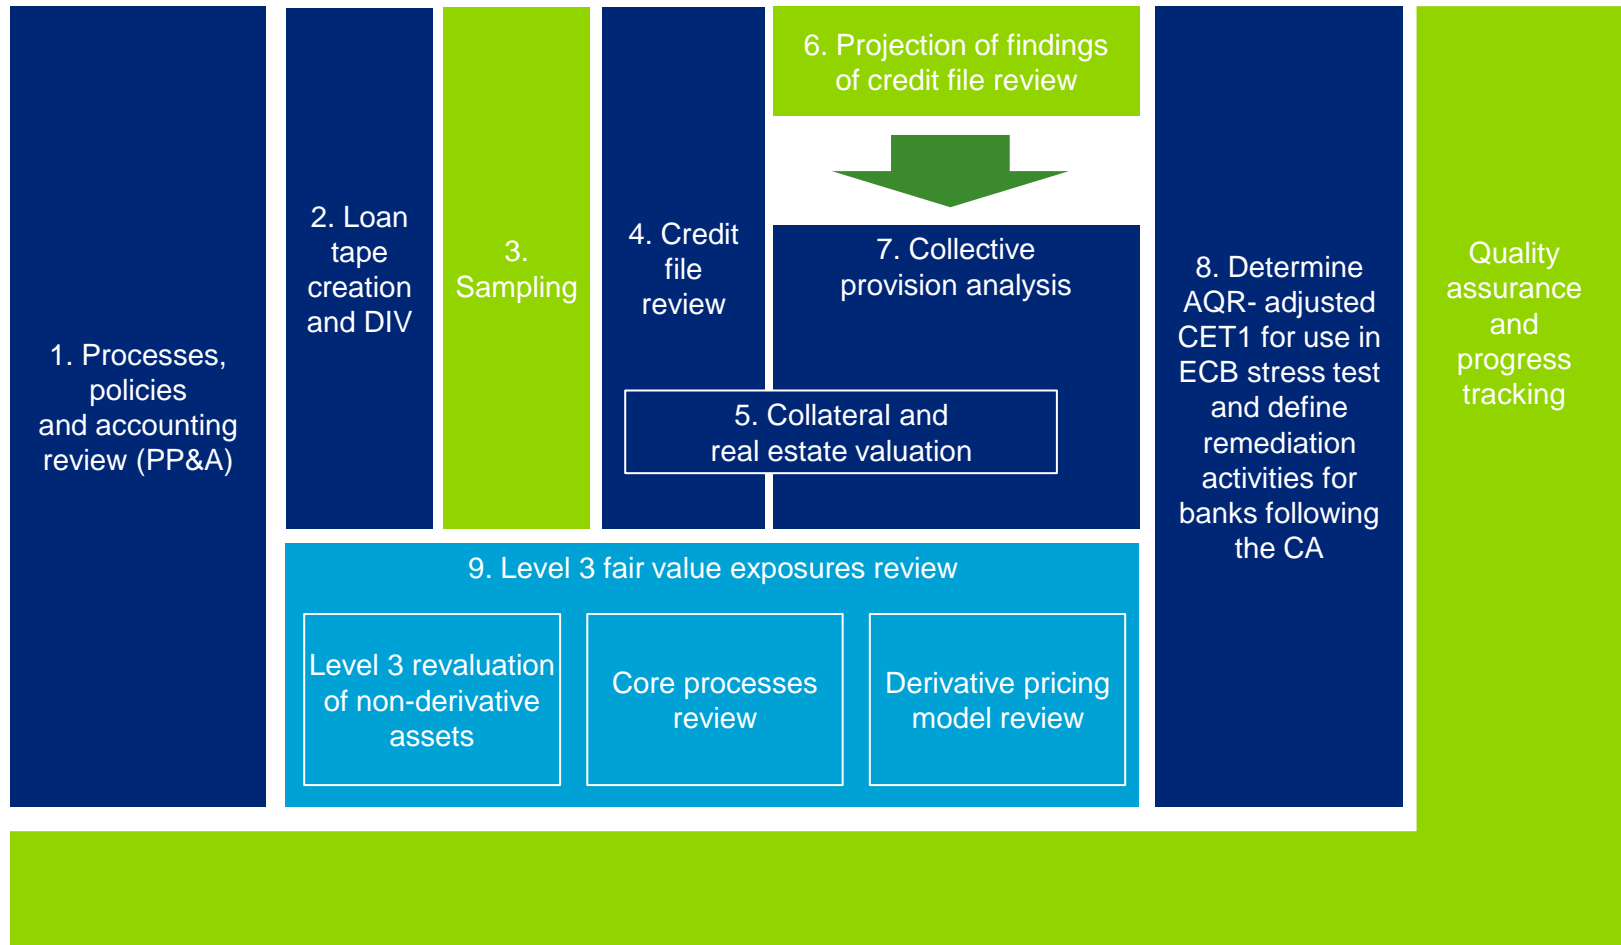 1. Processes,
policies
and accounting
review (PP&A)
2. Loan
tape
creation
and DIV
3.
Sampling
4. Credit
file
review
6. Projection of findings
of credit file review
7. Collective
provision analysis
5. Collateral and
real estate valuation
9. Level 3 fair value exposures review
Level 3 revaluation
of non-derivative
assets
Core processes
review
Derivative pricing
model review
8. Determine
AQR- adjusted
CET1 for use in
ECB stress test
and define
remediation
activities for
banks following
the CA
Quality
assurance
and
progress
tracking